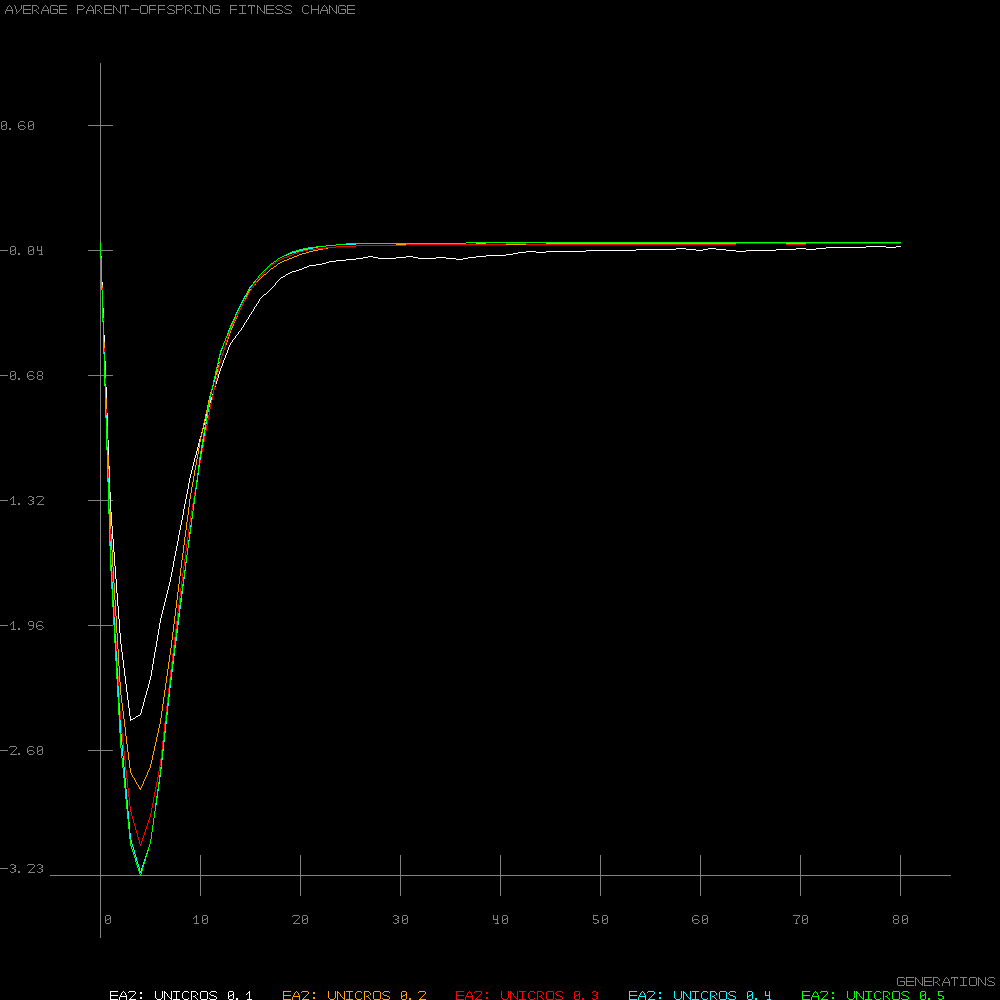 AVERAGE PARENT-OFFSPRING FITNESS CHANGE
0.60
-0.04
-0.68
-1.32
-1.96
-2.60
-3.23
0 10 20 30 40 50 60 70 80
GENERATIONS
EA2: UNICROS 0.1 EA2: UNICROS 0.2 EA2: UNICROS 0.3 EA2: UNICROS 0.4 EA2: UNICROS 0.5